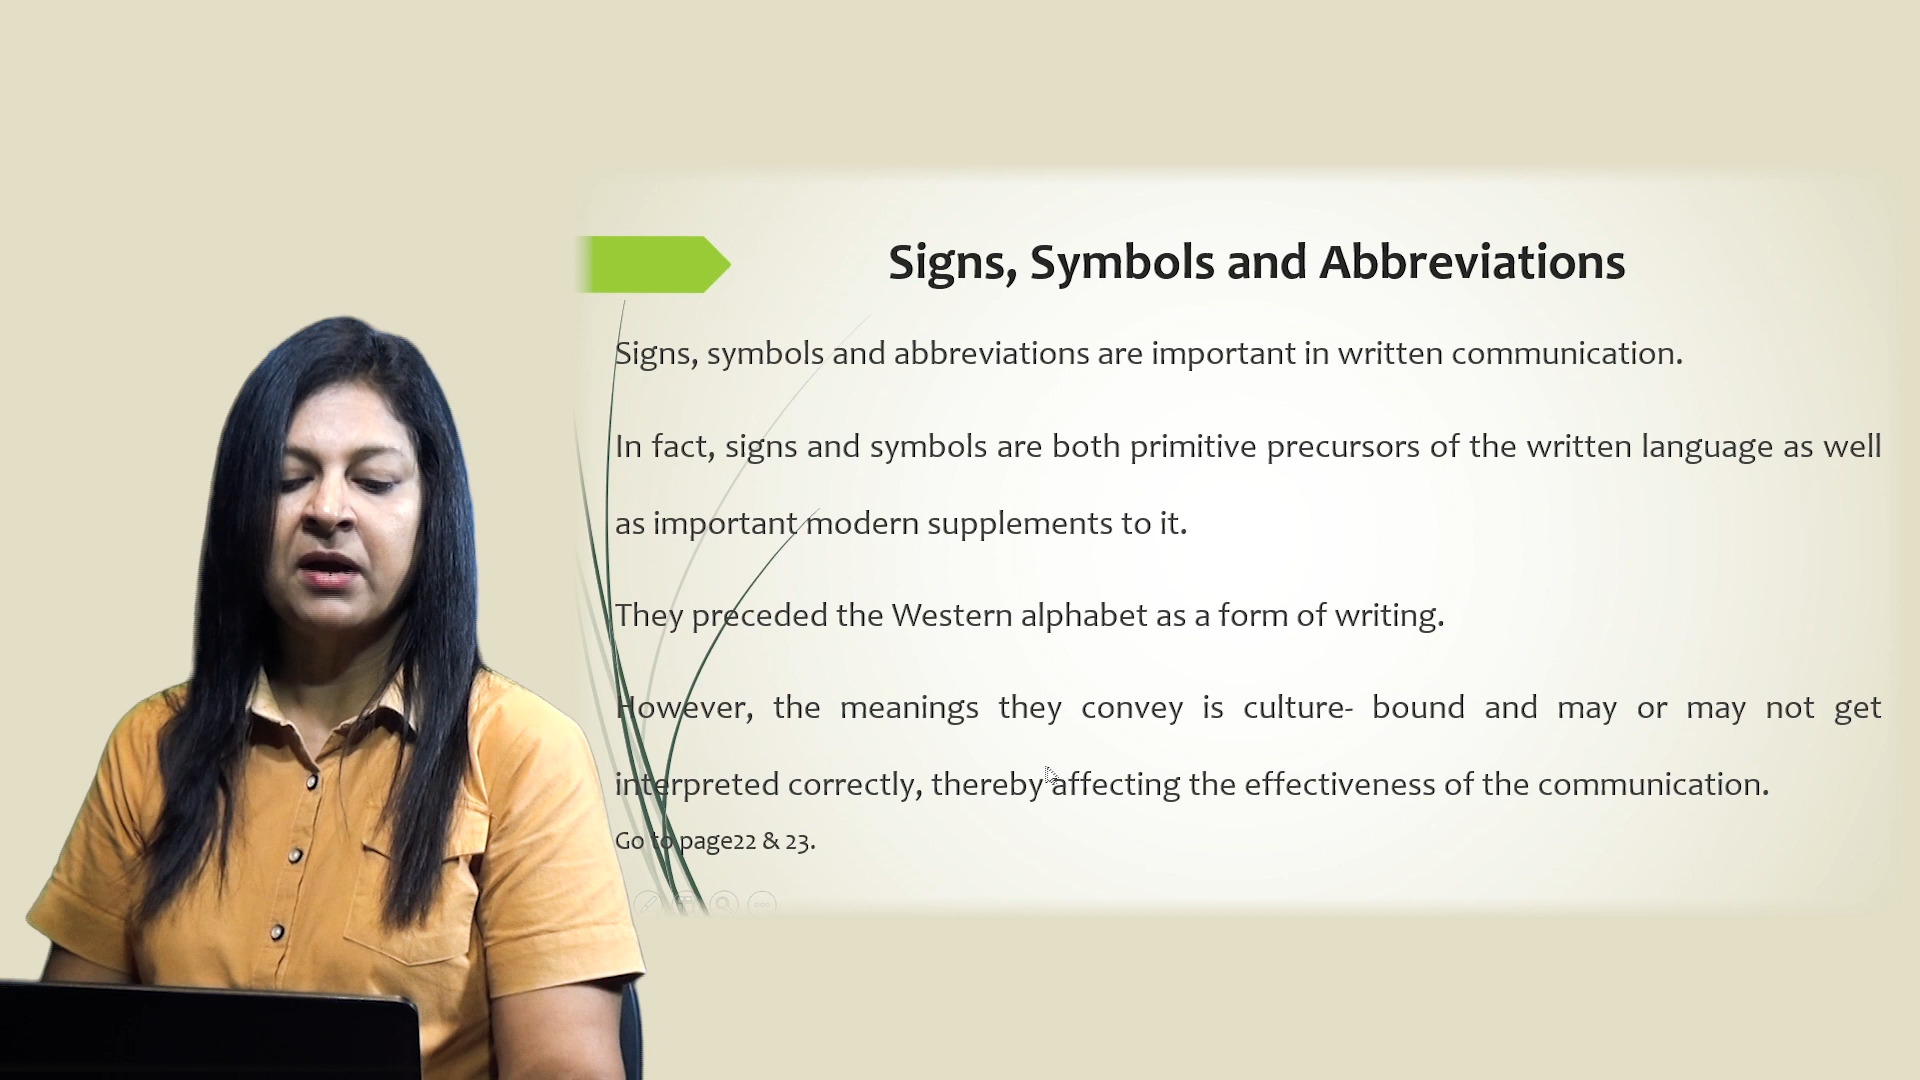 Signs, Symbols and Abbreviations
Signs, symbols and abbreviations are important in written communication.
In fact, signs and symbols are both primitive precursors of the written language as well
as important modern supplements to it.
They preceded the Western alphabet as a form of writing.
However, the meanings they convey is culture- bound and may or may not get
interpreted correctly, thereby affecting the effectiveness of the communication.
Go to page22 & 23.